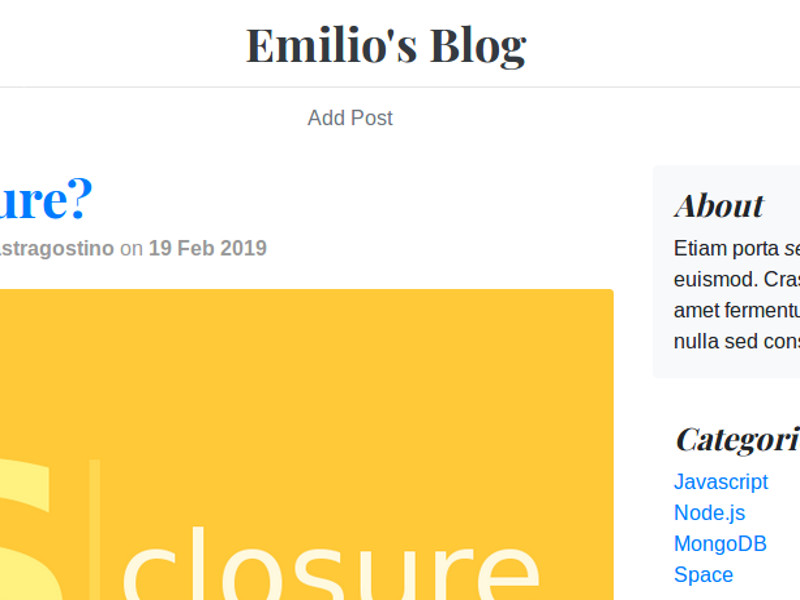 Emilio's Blog
Add Post
ure?
astragostino on 19 Feb 2019
S closure
About
Etiam porta se
euismod. Cras
amet fermentu
nulla sed cons
Categori
Javascript
Node.js
MongoDB
Space